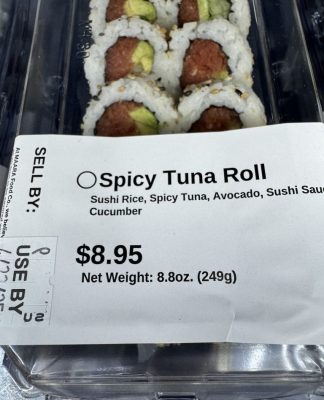 Spicy Tuna Roll
Sushi Rice, Spicy Tuna, Avocado, Sushi
Cucumber
$8.95
Net Weight: 8.8oz. (249g)
SELL BY:
USE BY